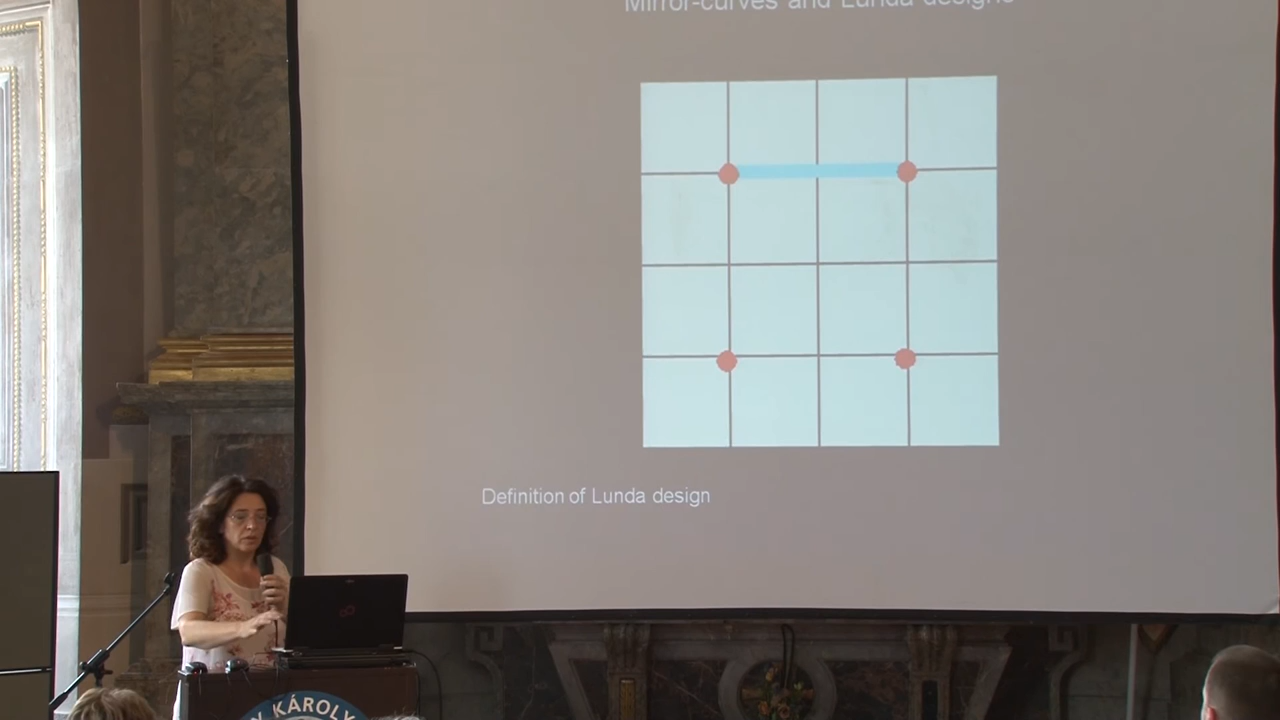 Mirror-curves and Lunda designs
Definition of Lunda design
KÁROLY